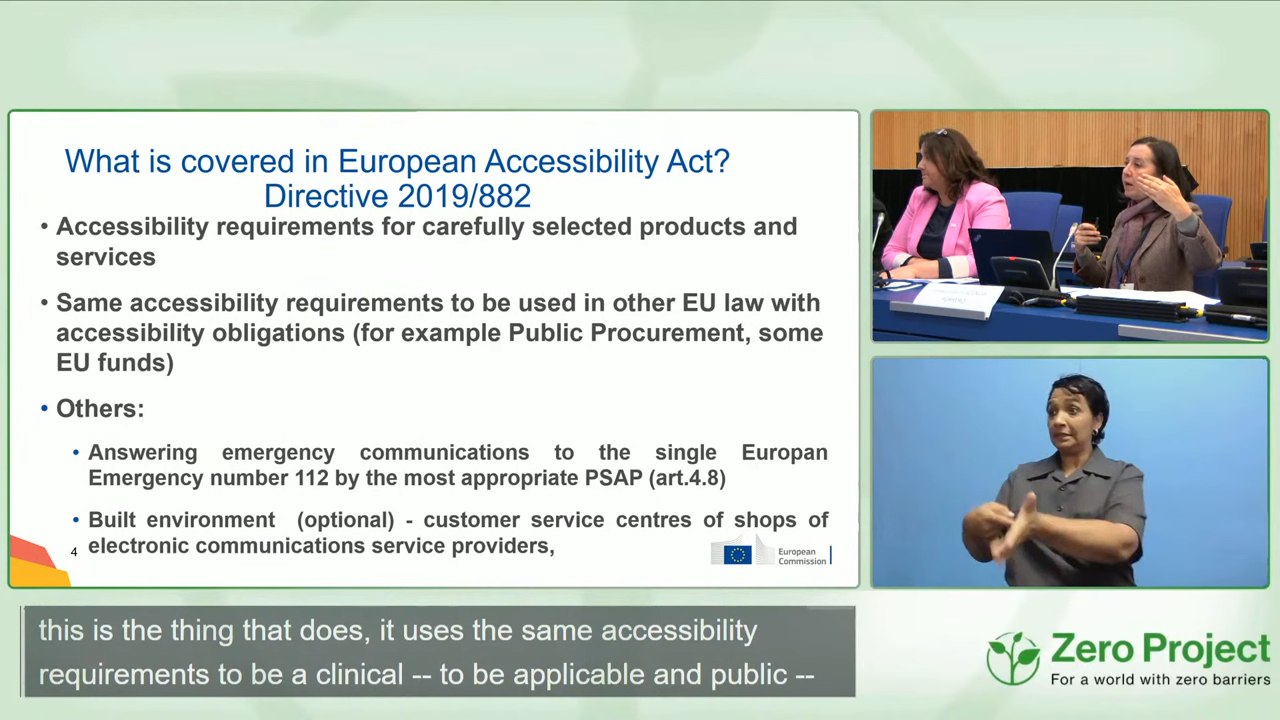 What is covered in European Accessibility Act?
Directive 2019/882
• Accessibility requirements for carefully selected products and
services
• Same accessibility requirements to be used in other EU law with
accessibility obligations (for example Public Procurement, some
EU funds)
• Others:
• Answering emergency communications to the single Europan
Emergency number 112 by the most appropriate PSAP (art.4.8)
• Built environment (optional) - customer service centres of shops of
electronic communications service providers,
4
European
Commission
this is the thing that does, it uses the same accessibility
requirements to be a clinical -- to be applicable and public --
Zero Project
For a world with zero barriers